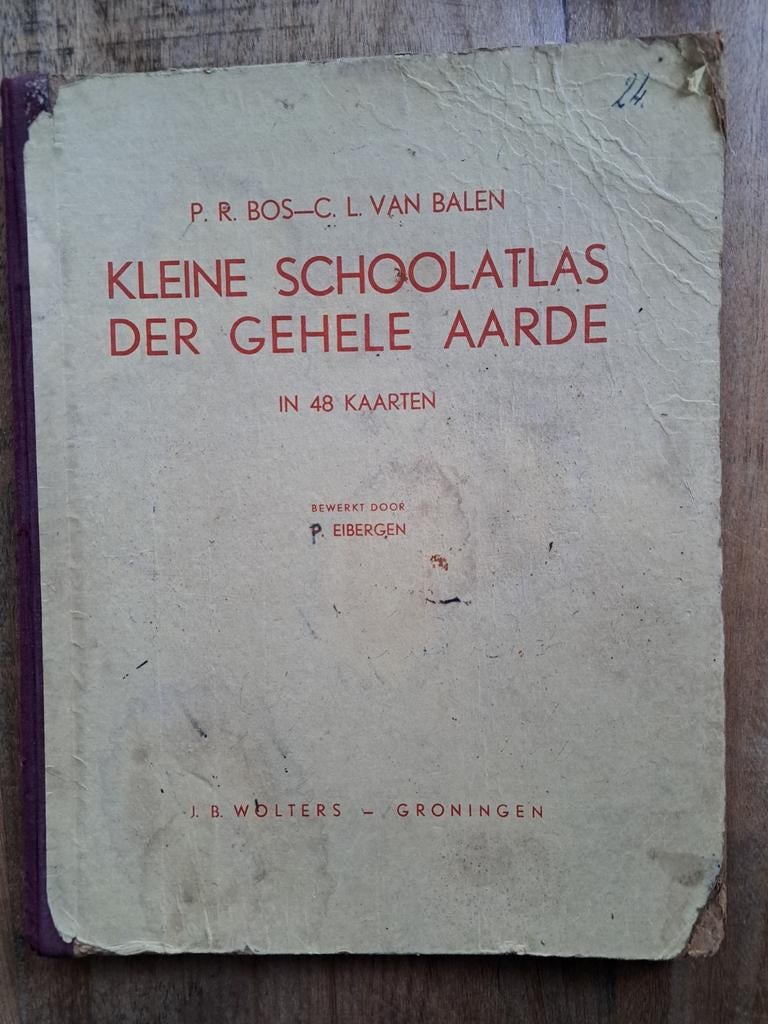 24.
P. R. BOS—C. L. VAN BALEN
KLEINE SCHOOLATLAS
DER GEHELE AARDE
IN 48 KAARTEN
BEWERKT DOOR
P. EIBERGEN
J. B. WOLTERS – GRONINGEN